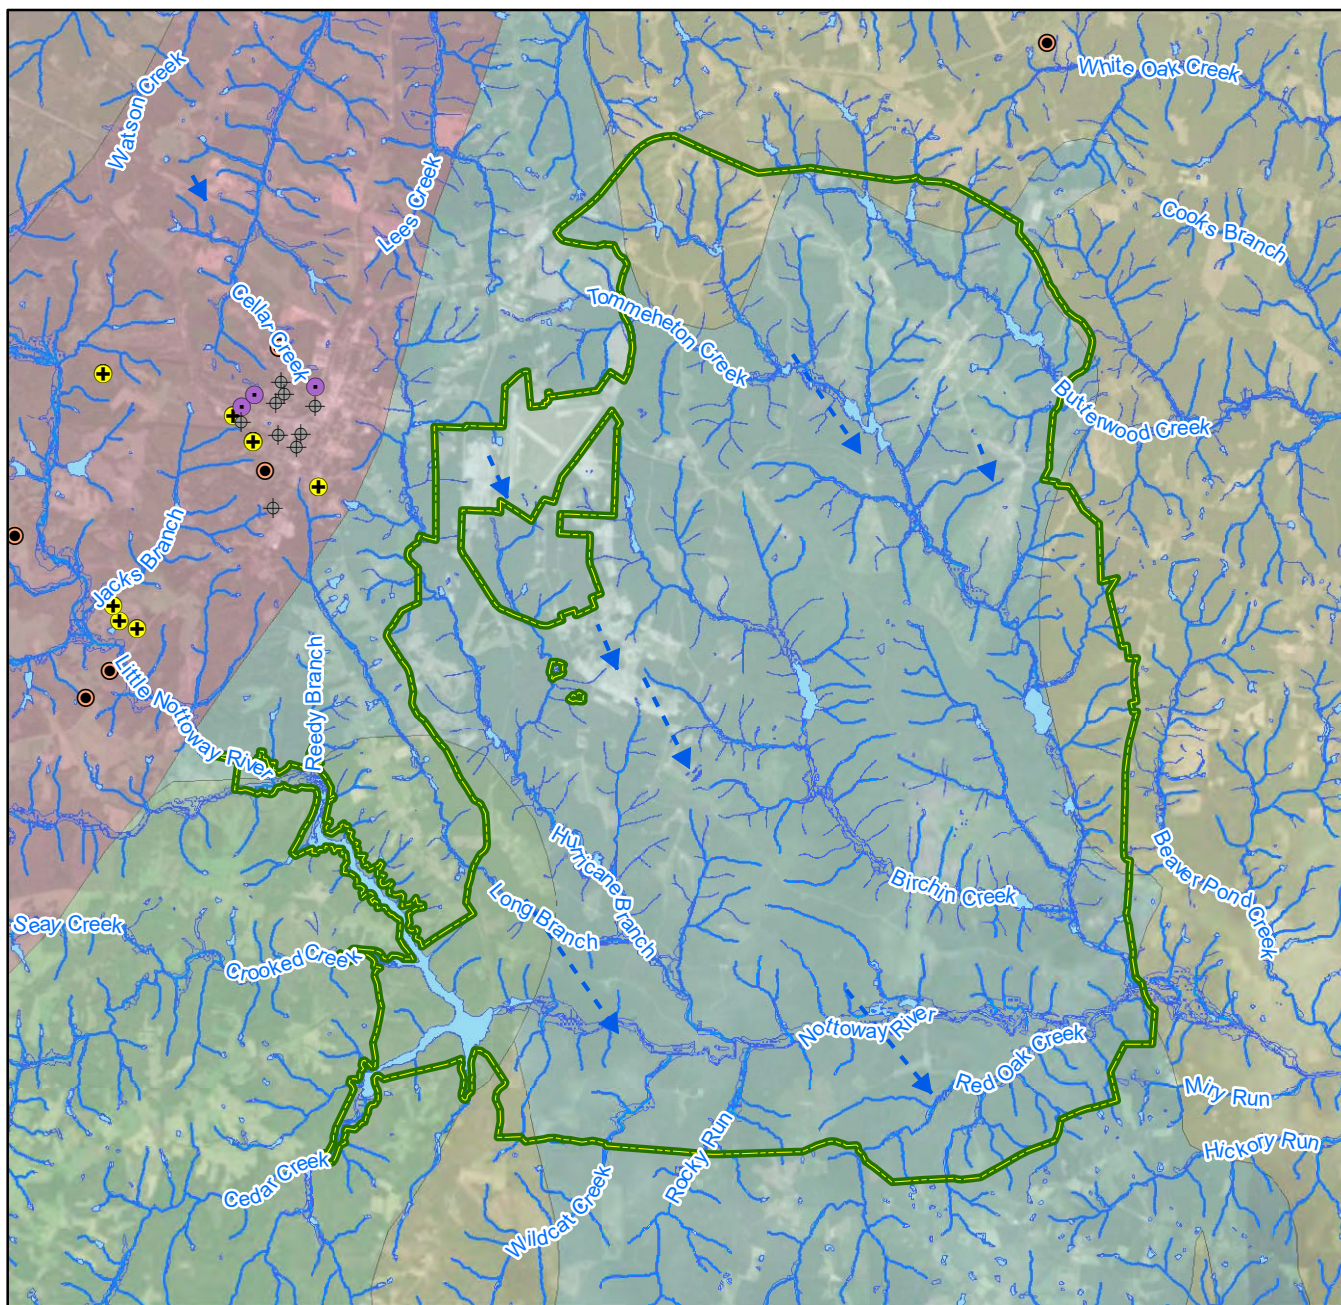 White Oak Creek
Watson Creek
Lees Creek
Cooks Branch
Cellar Creek
Tommeheton Creek
Butterwood Creek
Jacks Branch
Little Nottoway River
Reedy Branch
Hurricane Branch
Long Branch
Birchin Creek
Beaver Pond Creek
Seay Creek
Crooked Creek
Nottoway River
Red Oak Creek
Miry Run
Hickory Run
Cedar Creek
Rocky Run
Wildcat Creek